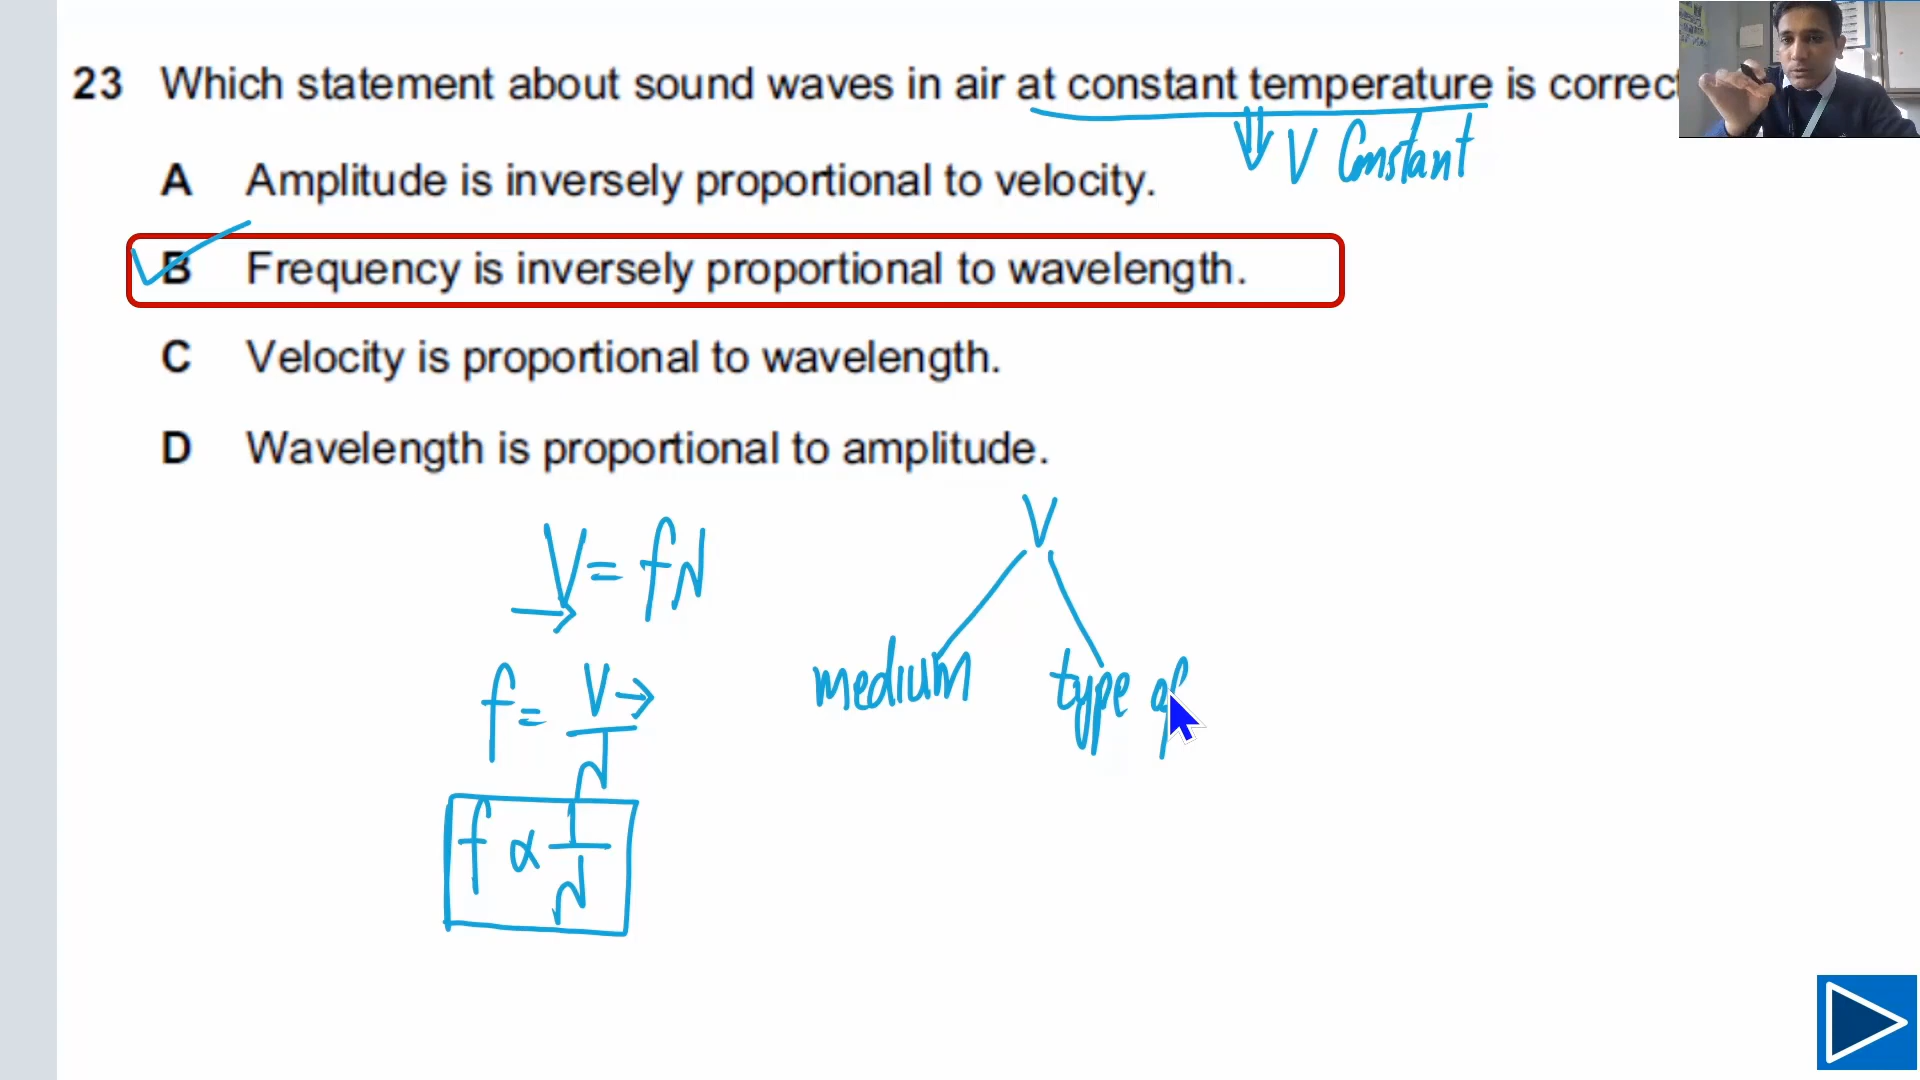 23 Which statement about sound waves in air at constant temperature is correc
V Constant
A Amplitude is inversely proportional to velocity.
B Frequency is inversely proportional to wavelength.
C Velocity is proportional to wavelength.
D Wavelength is proportional to amplitude.
V = fλ
f = V/λ
f ∝ 1/λ
V
medium type of